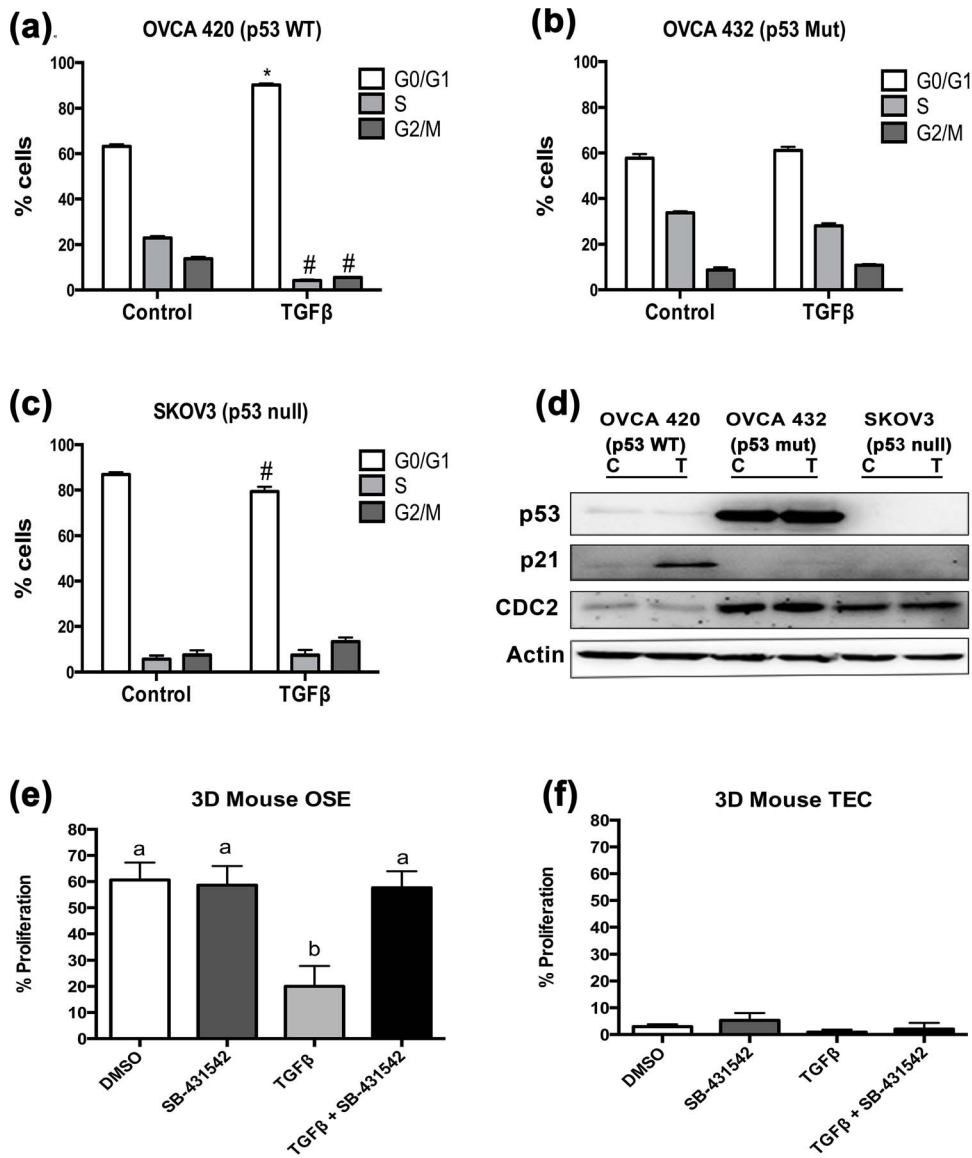 (a).
OVCA 420 (p53 WT)
100
80
60
40
20
0
% cells
*
#
#
Control
TGFβ
G0/G1
S
G2/M
(b)
OVCA 432 (p53 Mut)
100
80
60
40
20
0
% cells
Control
TGFβ
G0/G1
S
G2/M
(c)
SKOV3 (p53 null)
100
80
60
40
20
0
% cells
#
Control
TGFβ
G0/G1
S
G2/M
(d)
OVCA 420 OVCA 432 SKOV3
(p53 WT) (p53 mut) (p53 null)
C T C T C T
p53
p21
CDC2
Actin
(e)
3D Mouse OSE
80
70
60
50
40
30
20
10
0
% Proliferation
a
a
b
a
DMSO
SB-431542
TGFβ
TGFβ + SB-431542
(f)
3D Mouse TEC
80
70
60
50
40
30
20
10
0
% Proliferation
DMSO
SB-431542
TGFβ
TGFβ + SB-431542